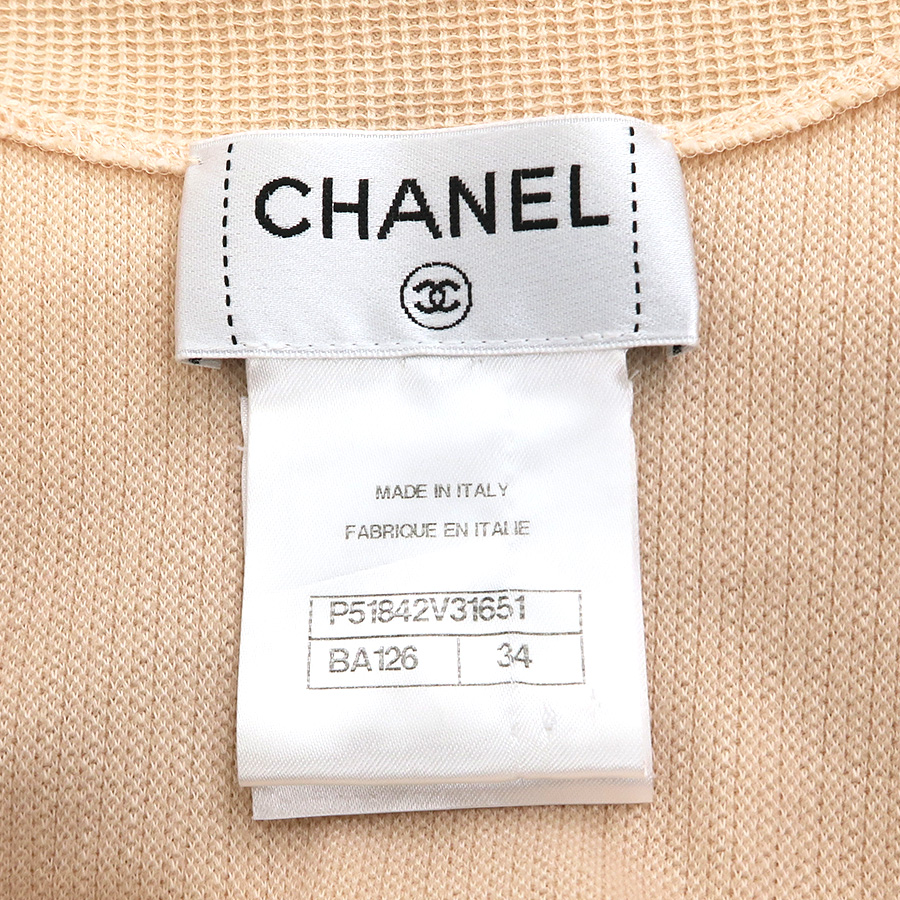 CHANEL
MADE IN ITALY
FABRIQUE EN ITALIE
P51842V31651
BA126 34